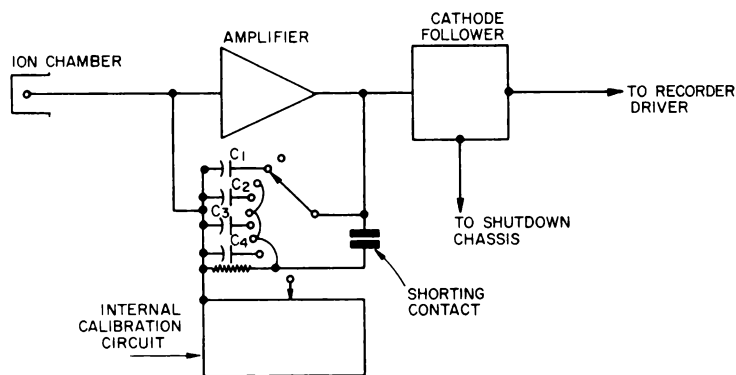 CATHODE
FOLLOWER
AMPLIFIER
ION CHAMBER
TO RECORDER
DRIVER
C1
C2
C3
C4
TO SHUTDOWN
CHASSIS
SHORTING
CONTACT
INTERNAL
CALIBRATION
CIRCUIT